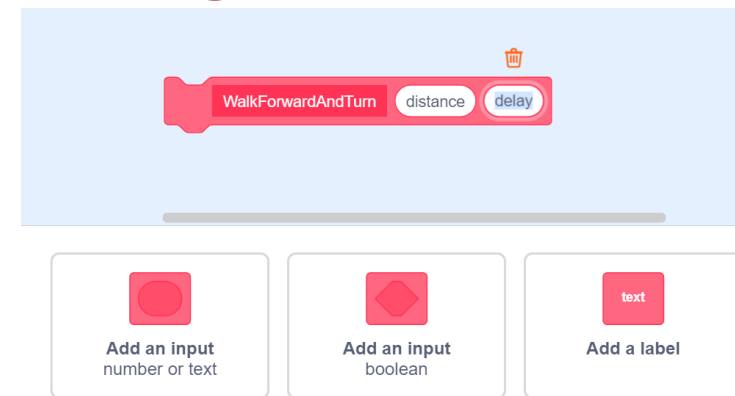 WalkForwardAndTurn distance delay
text
Add an input
number or text
Add an input
boolean
Add a label